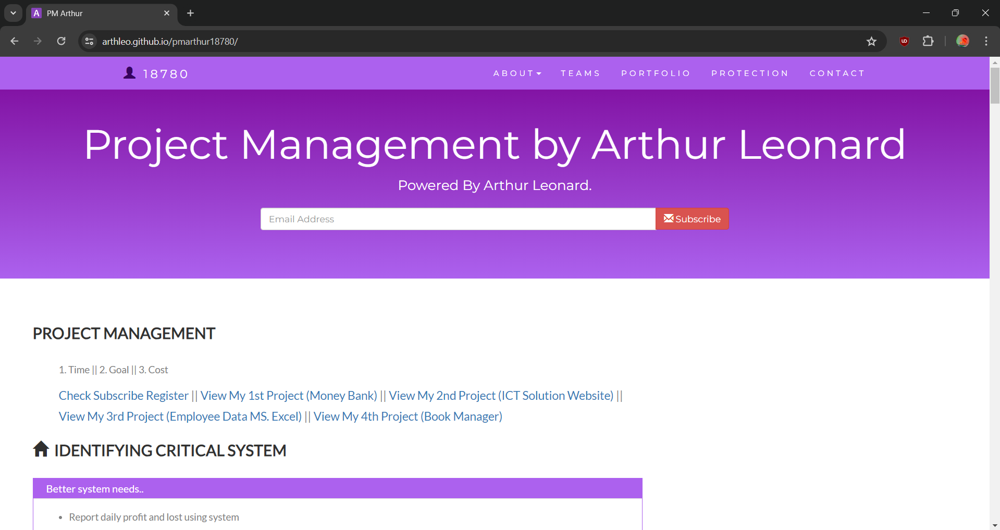 A PM Arthur
arthleo.github.io/pmarthur18780/
18780 ABOUT TEAMS PORTFOLIO PROTECTION CONTACT
Project Management by Arthur Leonard
Powered By Arthur Leonard.
Email Address Subscribe
PROJECT MANAGEMENT
1. Time || 2. Goal || 3. Cost
Check Subscribe Register || View My 1st Project (Money Bank) || View My 2nd Project (ICT Solution Website) ||
View My 3rd Project (Employee Data MS. Excel) || View My 4th Project (Book Manager)
IDENTIFYING CRITICAL SYSTEM
Better system needs..
• Report daily profit and lost using system